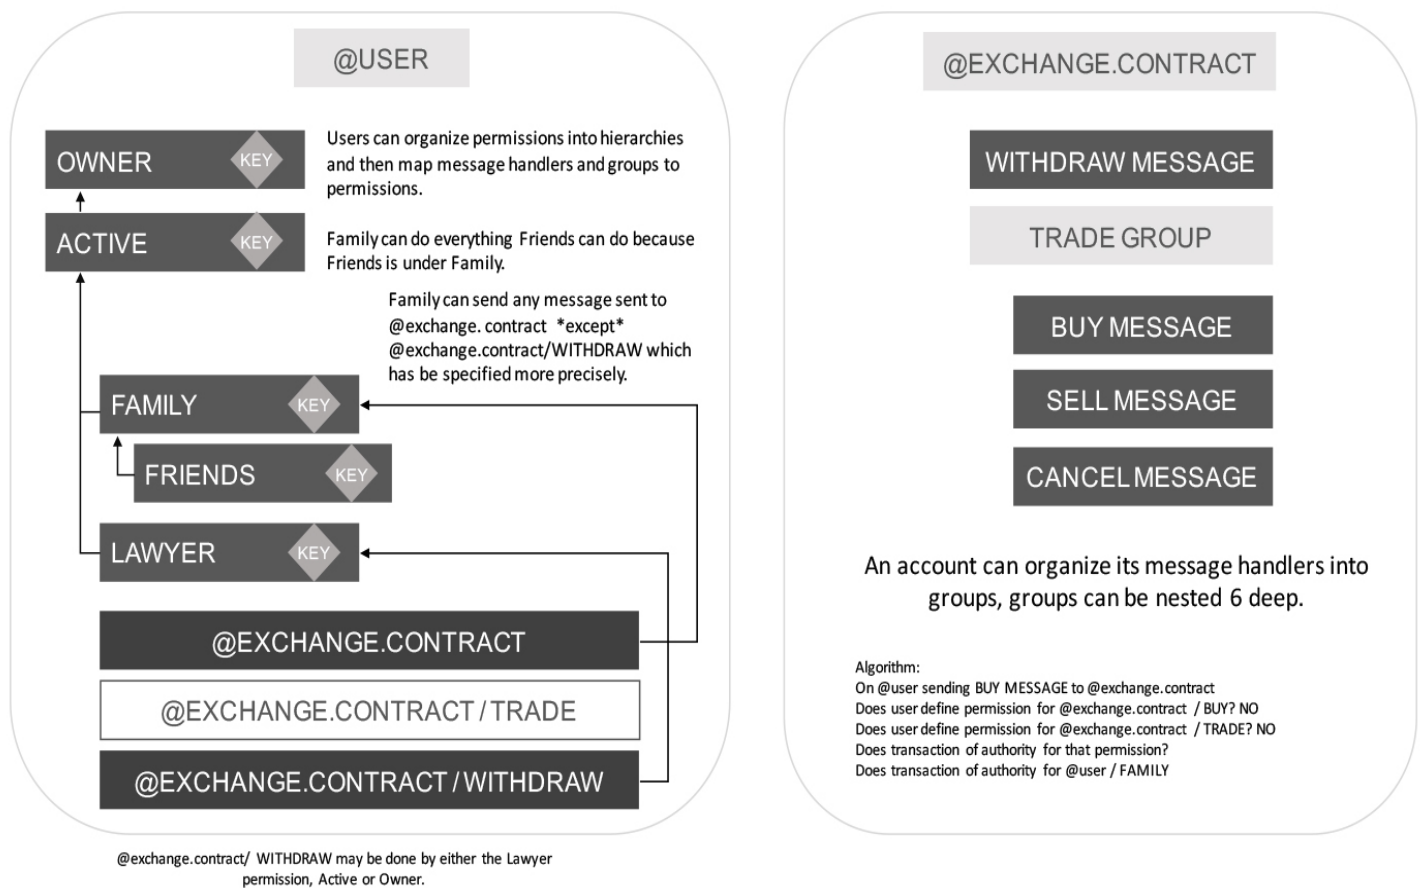 @USER
OWNER
KEY
ACTIVE
KEY
Users can organize permissions into hierarchies
and then map message handlers and groups to
permissions.
Family can do everything Friends can do because
Friends is under Family.
Family can send any message sent to
@exchange. contract *except*
@exchange.contract/WITHDRAW which
has be specified more precisely.
FAMILY
KEY
FRIENDS
KEY
LAWYER
KEY
@EXCHANGE.CONTRACT
@EXCHANGE.CONTRACT / TRADE
@EXCHANGE.CONTRACT / WITHDRAW
@exchange.contract/ WITHDRAW may be done by either the Lawyer
permission, Active or Owner.
@EXCHANGE.CONTRACT
WITHDRAW MESSAGE
TRADE GROUP
BUY MESSAGE
SELL MESSAGE
CANCEL MESSAGE
An account can organize its message handlers into
groups, groups can be nested 6 deep.
Algorithm:
On @user sending BUY MESSAGE to @exchange.contract
Does user define permission for @exchange.contract / BUY? NO
Does user define permission for @exchange.contract / TRADE? NO
Does transaction of authority for that permission?
Does transaction of authority for @user / FAMILY